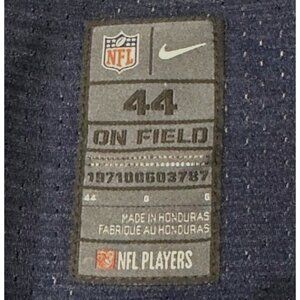 NFL
44
ON FIELD
197100603787
44 G G
MADE IN HONDURAS
FABRIQUÉ AU HONDURAS
NFL PLAYERS